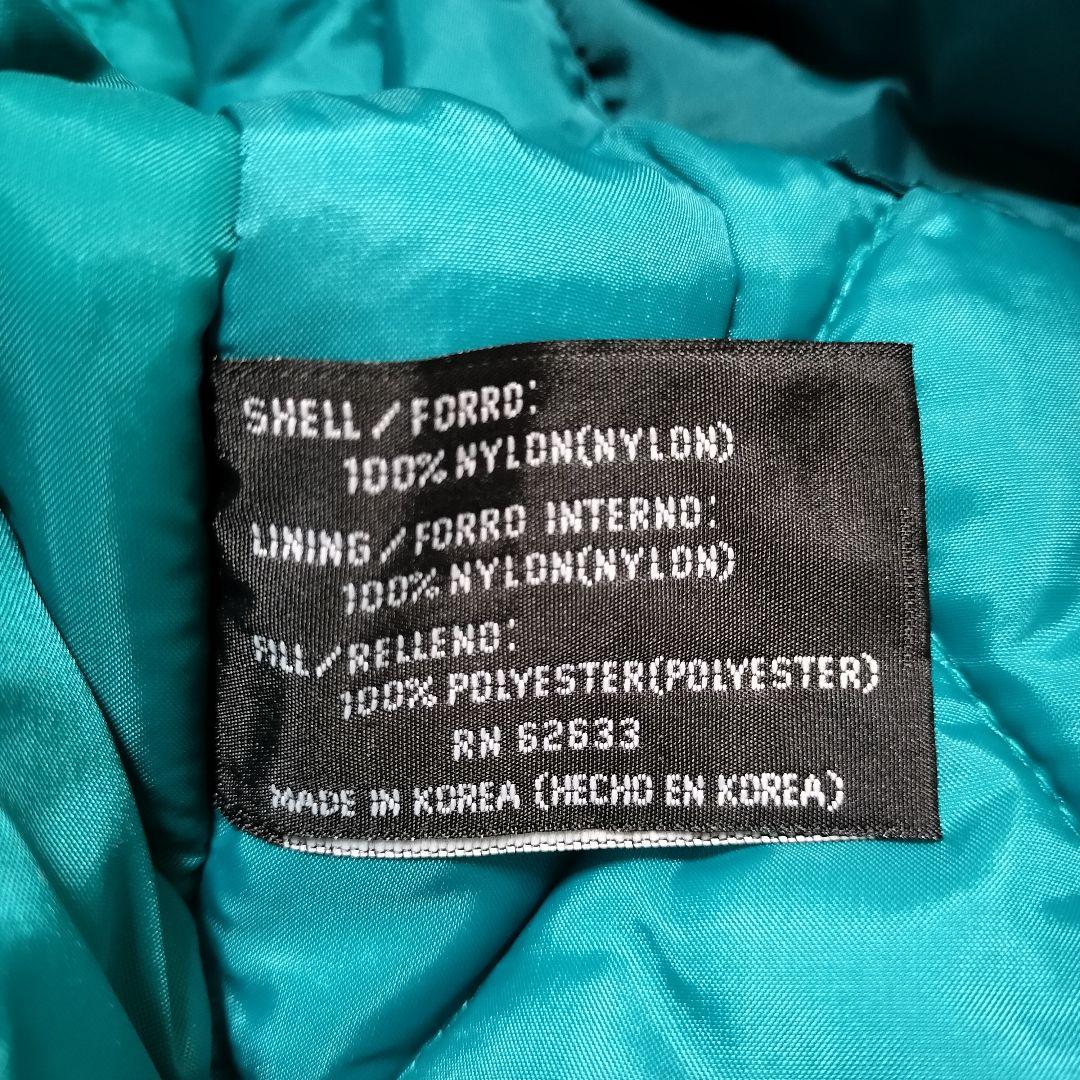 SHELL/FORRO:
100% NYLON(NYLON)
LINING/FORRO INTERNO:
100% NYLON(NYLON)
FILL/RELLENO:
100% POLYESTER(POLYESTER)
RN 62633
MADE IN KOREA (HECHO EN KOREA)